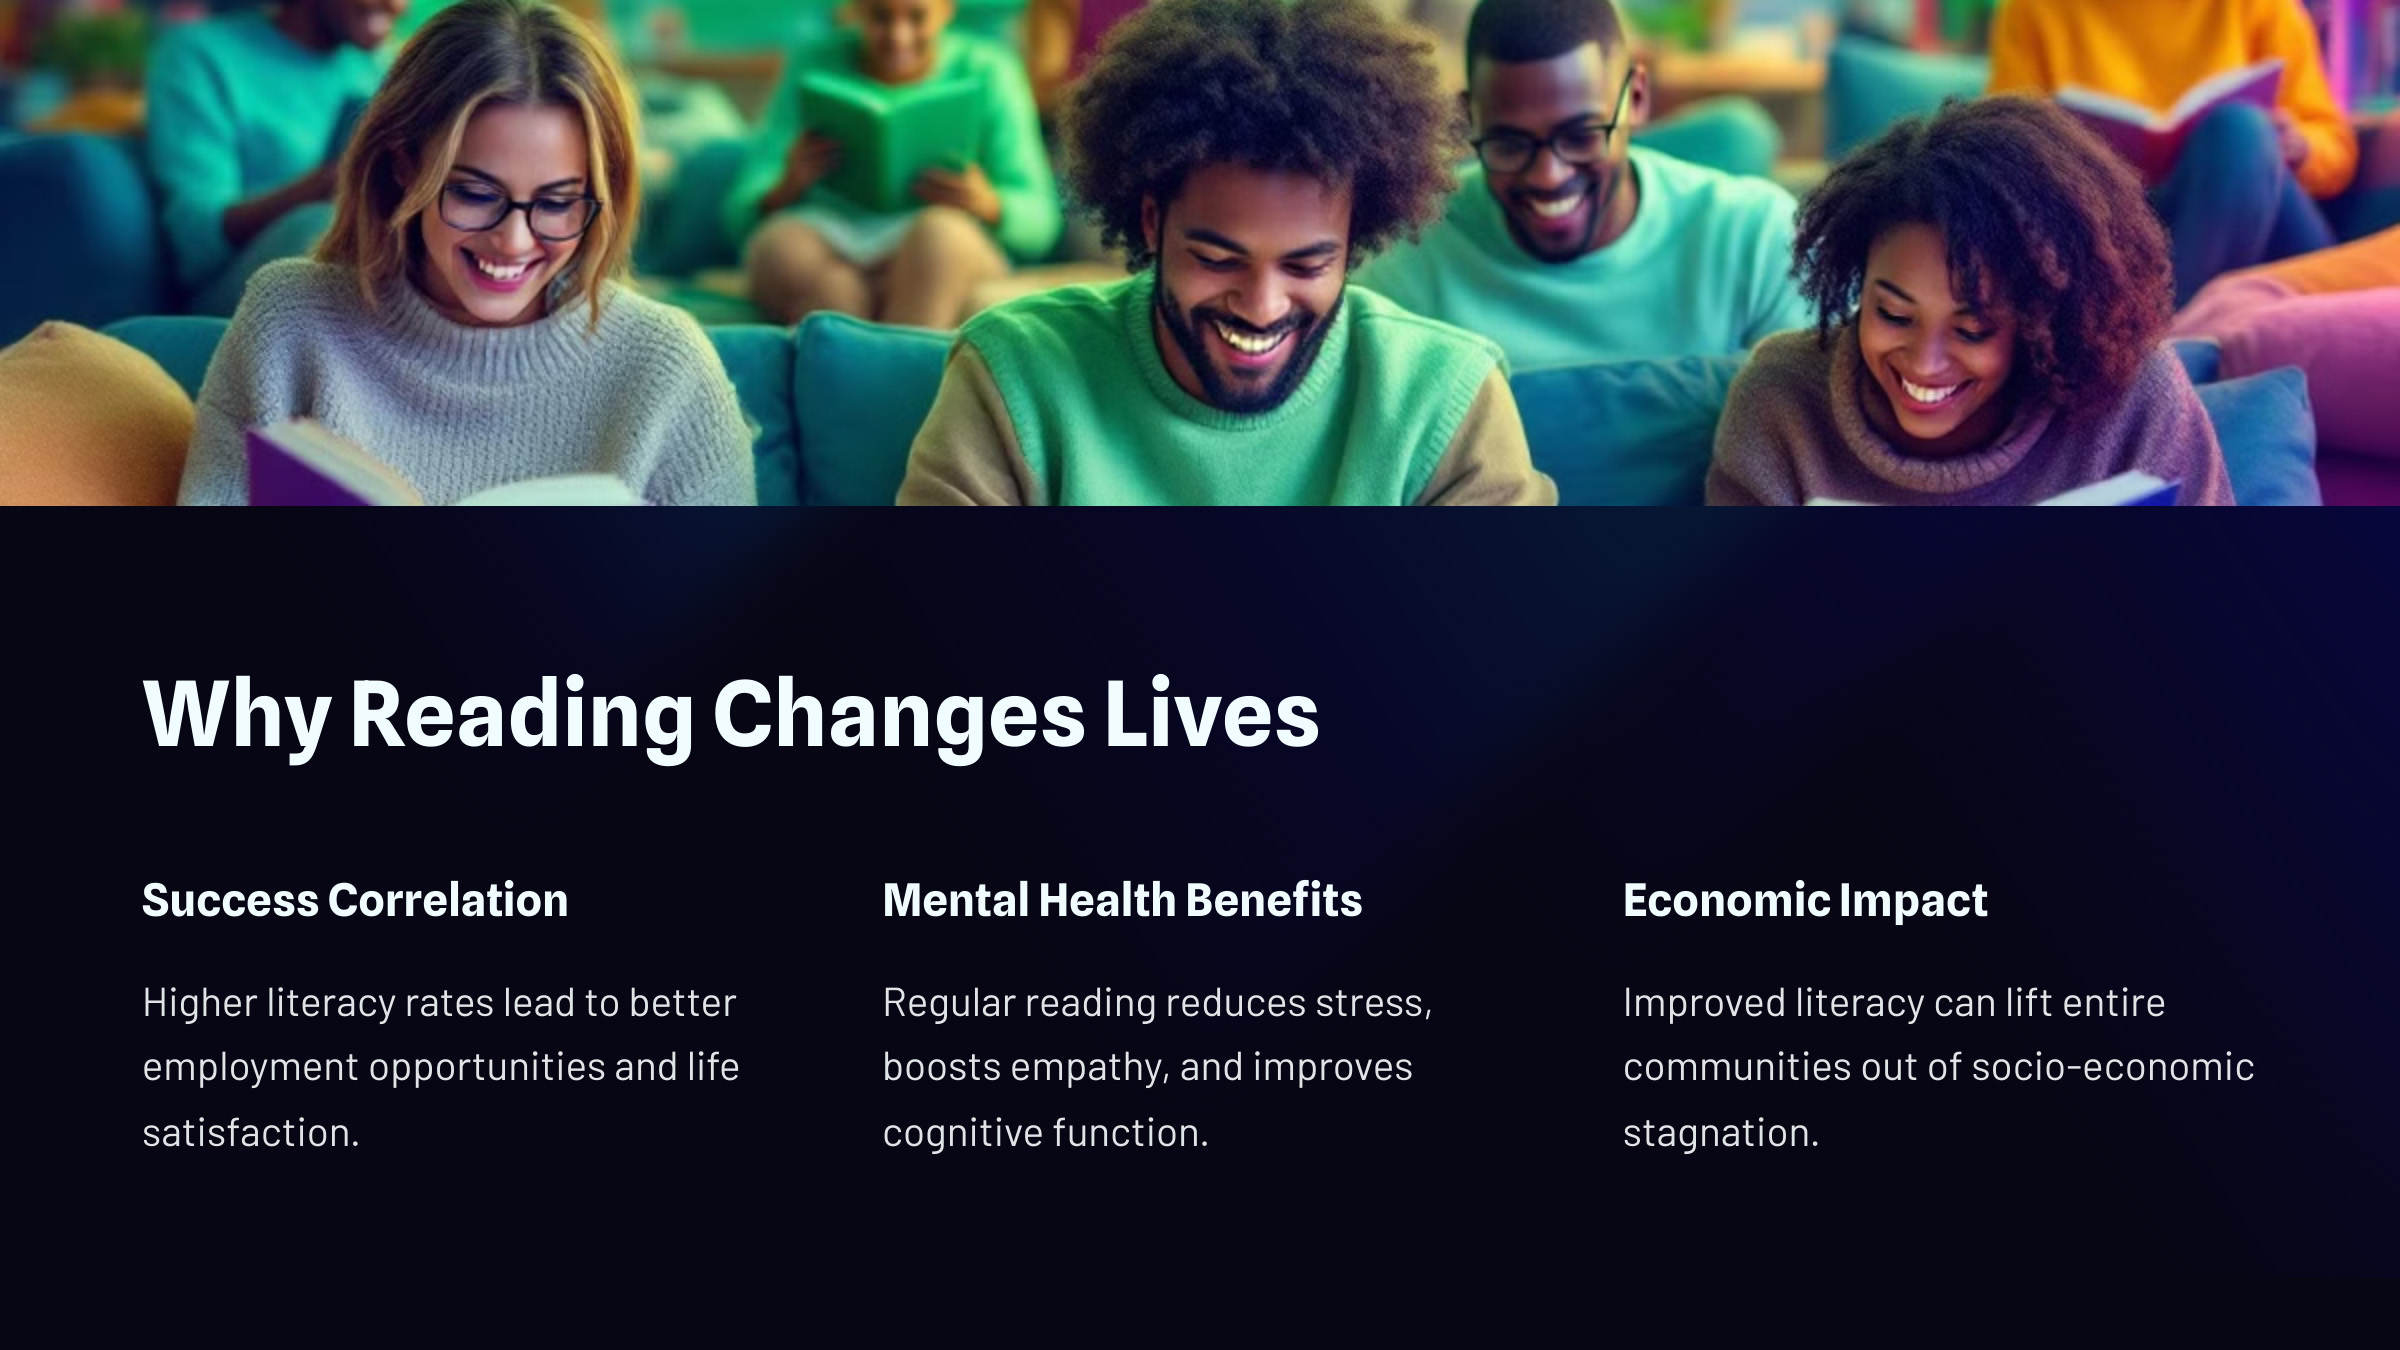 Why Reading Changes Lives
Success Correlation
Higher literacy rates lead to better
employment opportunities and life
satisfaction.
Mental Health Benefits
Regular reading reduces stress,
boosts empathy, and improves
cognitive function.
Economic Impact
Improved literacy can lift entire
communities out of socio-economic
stagnation.